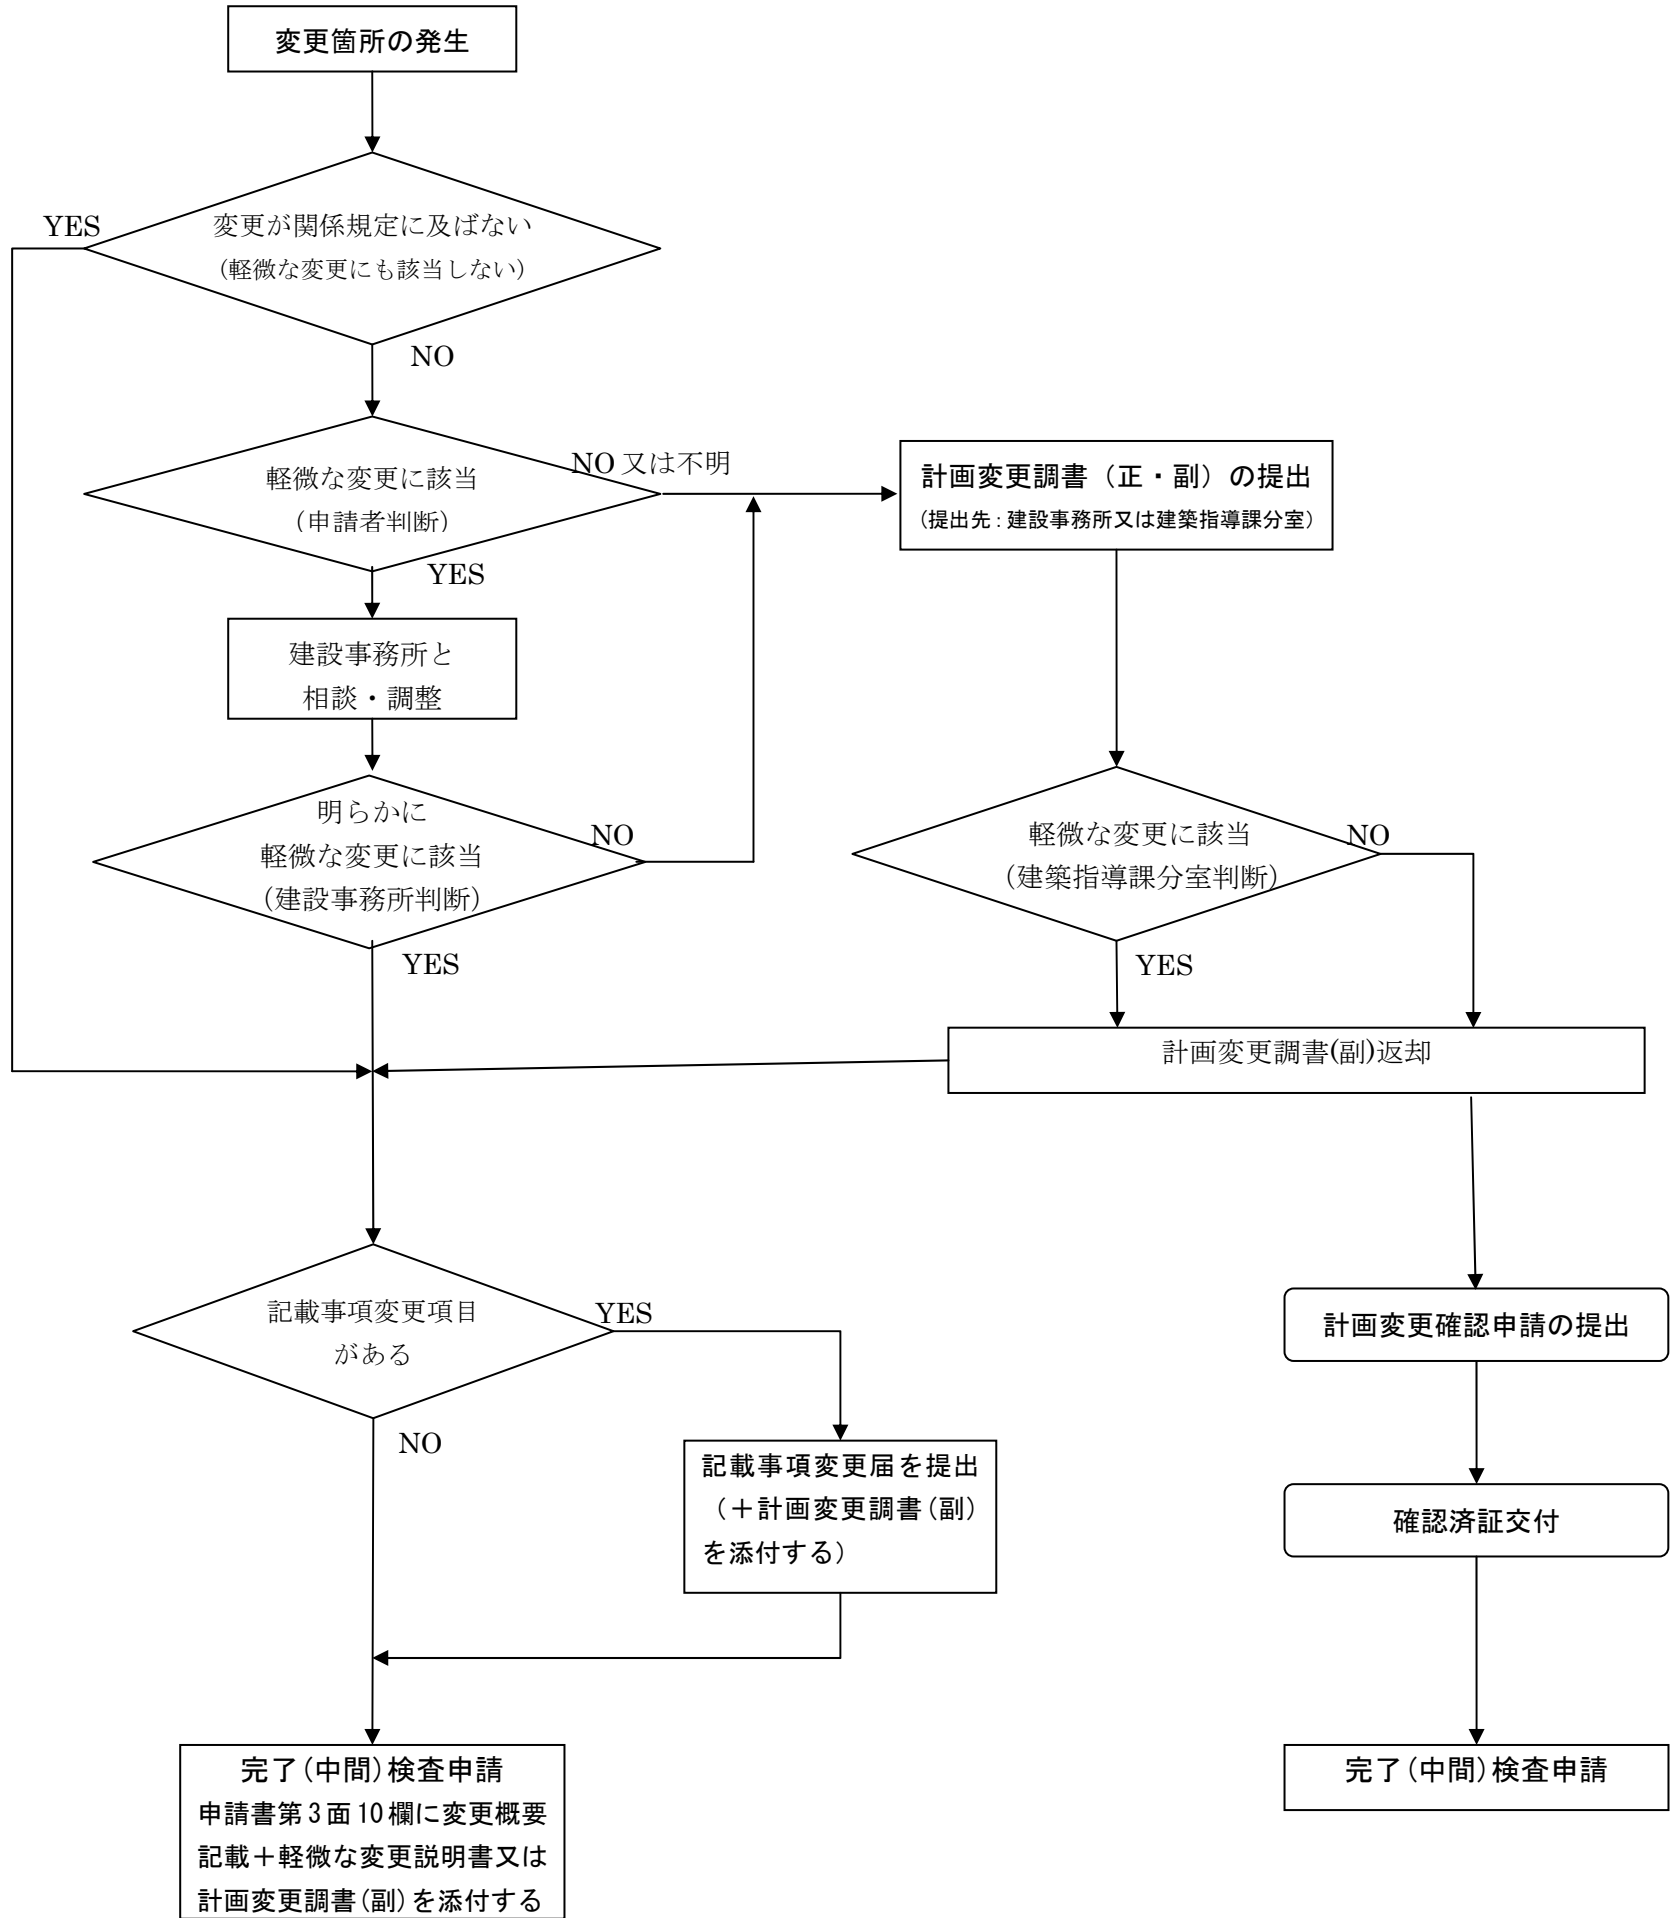 変更箇所の発生
YES
変更が関係規定に及ばない
(軽微な変更にも該当しない)
NO
軽微な変更に該当
(申請者判断)
NO 又は不明
YES
計画変更調書（正・副）の提出
(提出先：建設事務所又は建築指導課分室)
建設事務所と
相談・調整
明らかに
軽微な変更に該当
(建設事務所判断)
NO
YES
軽微な変更に該当
(建築指導課分室判断)
NO
YES
計画変更調書(副)返却
記載事項変更項目
がある
YES
NO
記載事項変更届を提出
（＋計画変更調書(副)
を添付する）
計画変更確認申請の提出
確認済証交付
完了(中間)検査申請
申請書第3面10欄に変更概要
記載＋軽微な変更説明書又は
計画変更調書(副)を添付する
完了(中間)検査申請